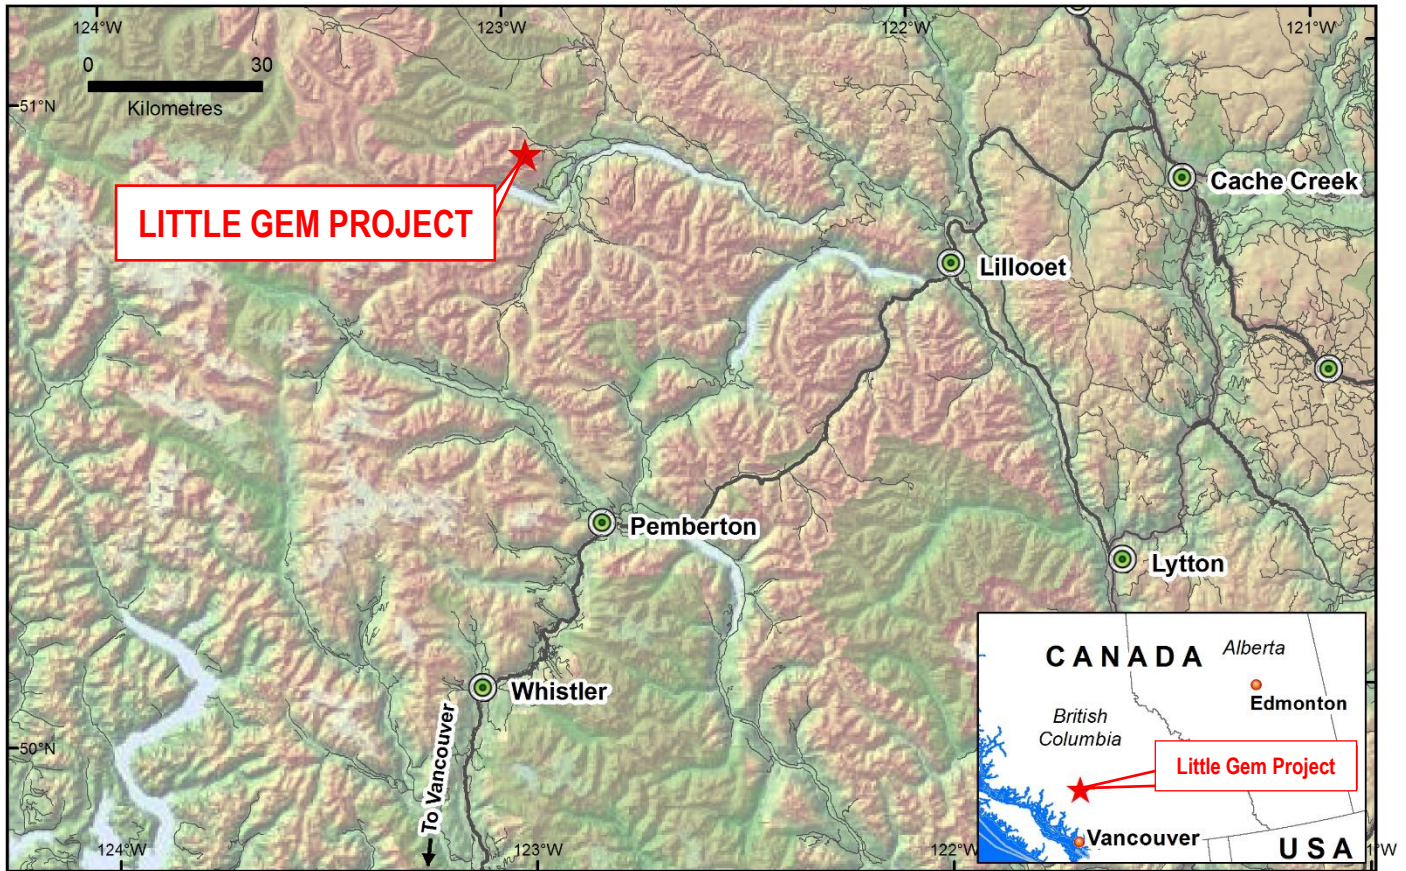 124°W
123°W
122°W
121°W
0 30
Kilometres
51°N
LITTLE GEM PROJECT
Cache Creek
Lillooet
Pemberton
Lytton
Whistler
To Vancouver
50°N
CANADA
Alberta
Edmonton
British
Columbia
Little Gem Project
Vancouver
USA
124°W
123°W
122°W
1°W